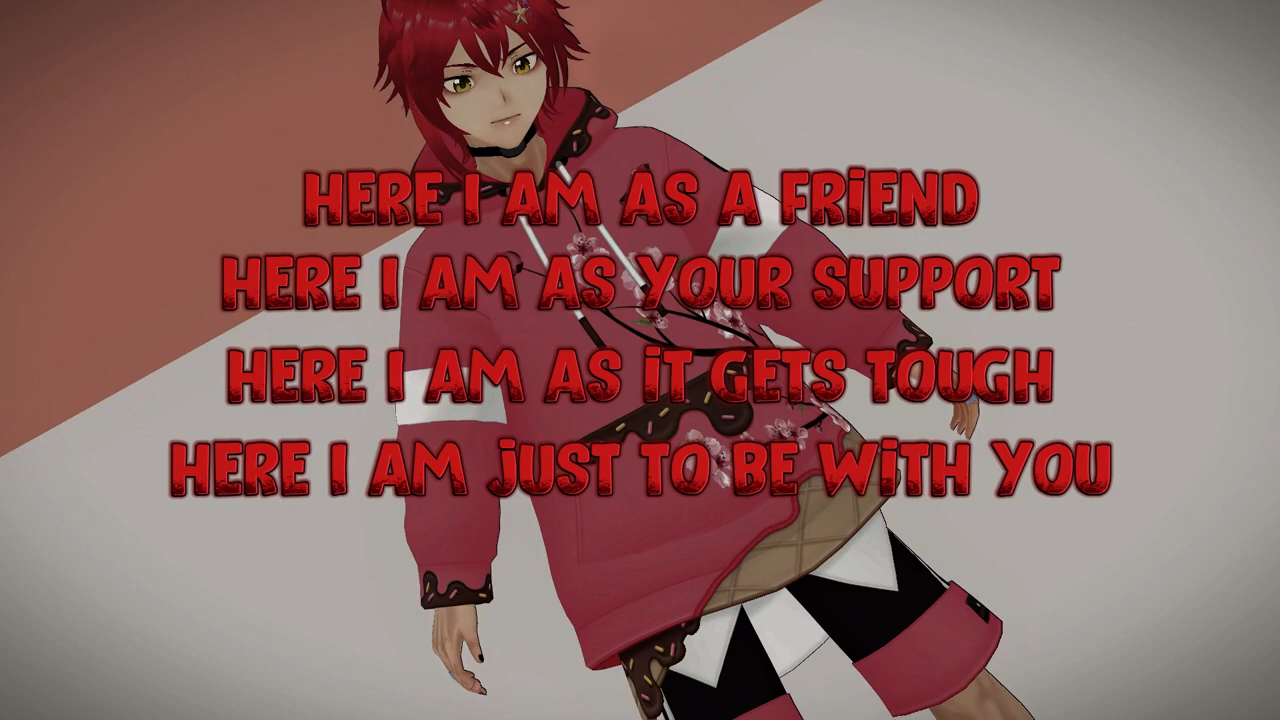 HERE I AM AS A FRiEND
HERE I AM AS YOUR SUPPORT
HERE I AM AS iT GETS TOUGH
HERE I AM jUST TO BE WiTH YOU